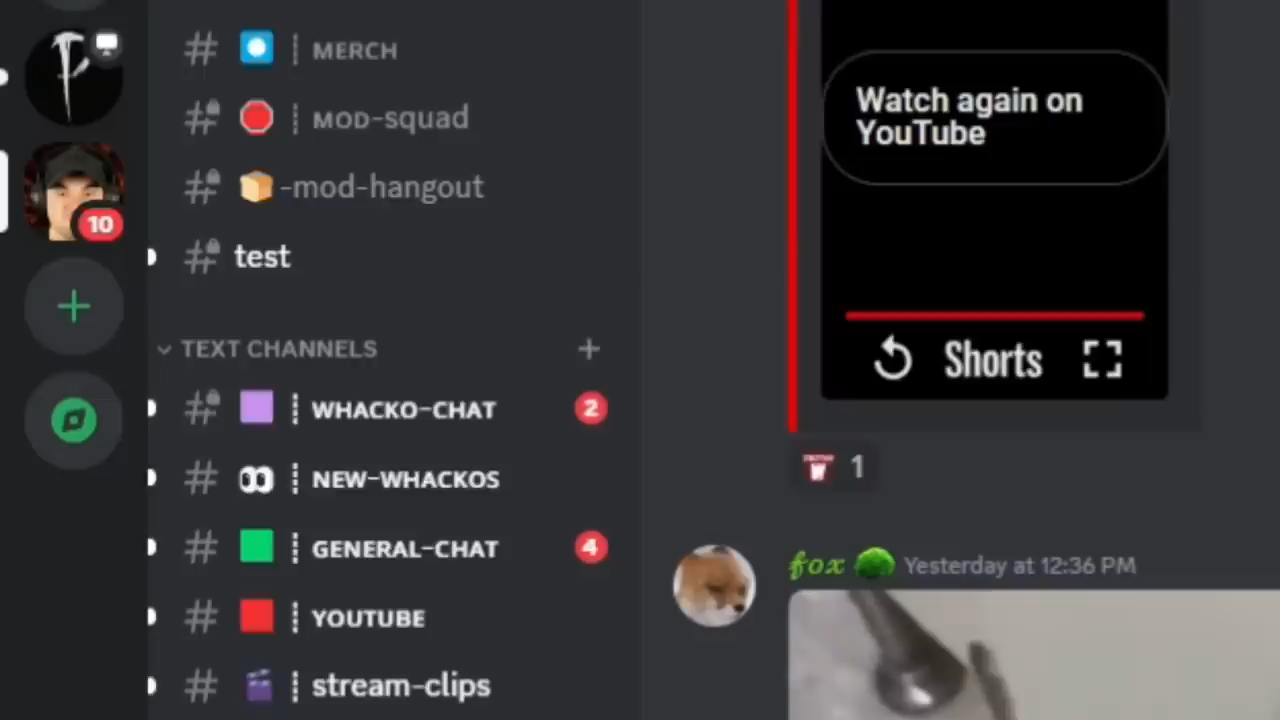 MERCH
MOD-squad
-mod-hangout
10
test
TEXT CHANNELS
WHACKO-CHAT 2
NEW-WHACKOS
GENERAL-CHAT 4
YOUTUBE
stream-clips
Watch again on
YouTube
Shorts
1
fox Yesterday at 12:36 PM